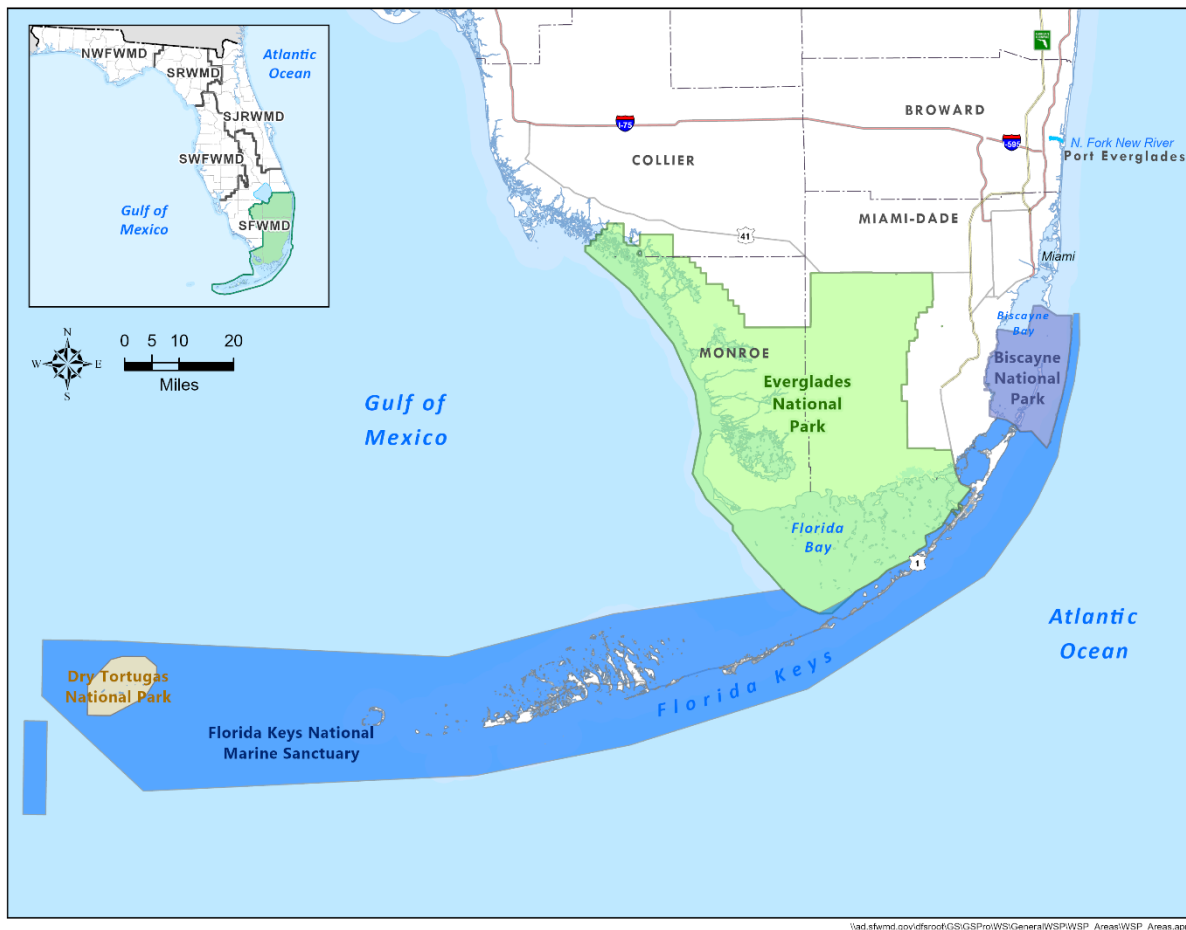 NWFWMD
SRWMD
SJRWMD
SWFWMD
SFWMD
Atlantic
Ocean
Gulf of
Mexico
N
W
E
S
0 5 10 20
Miles
I-75
BROWARD
I-595
N. Fork New River
Port Everglades
COLLIER
MIAMI-DADE
41
Miami
Biscayne
Bay
Biscayne
National
Park
MONROE
Everglades
National
Park
Gulf of
Mexico
Florida
Bay
1
Atlantic
Ocean
Florida Keys
Dry Tortugas
National Park
Florida Keys National
Marine Sanctuary